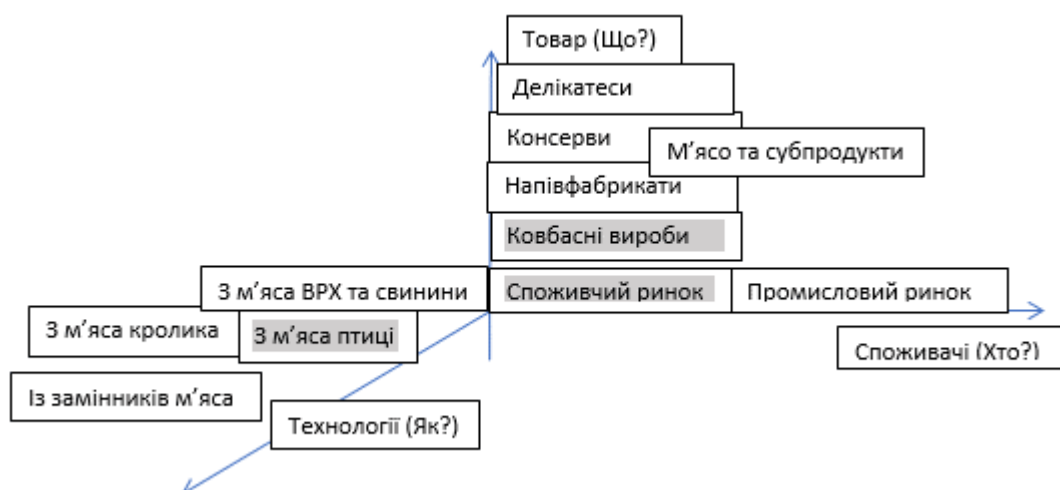 Товар (Що?)
Делікатеси
Консерви
М’ясо та субпродукти
Напівфабрикати
Ковбасні вироби
З м’яса ВРХ та свинини
Споживчий ринок
Промисловий ринок
З м’яса кролика
З м’яса птиці
Споживачі (Хто?)
Із замінників м’яса
Технології (Як?)